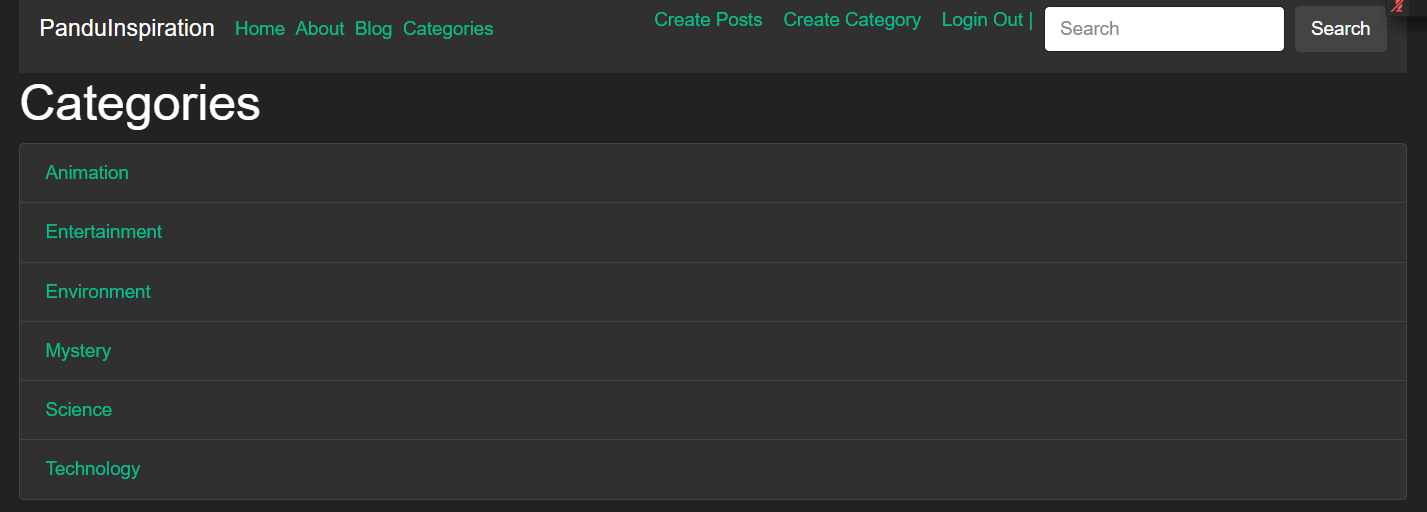 PanduInspiration Home About Blog Categories Create Posts Create Category Login Out | Search Search
Categories
Animation
Entertainment
Environment
Mystery
Science
Technology